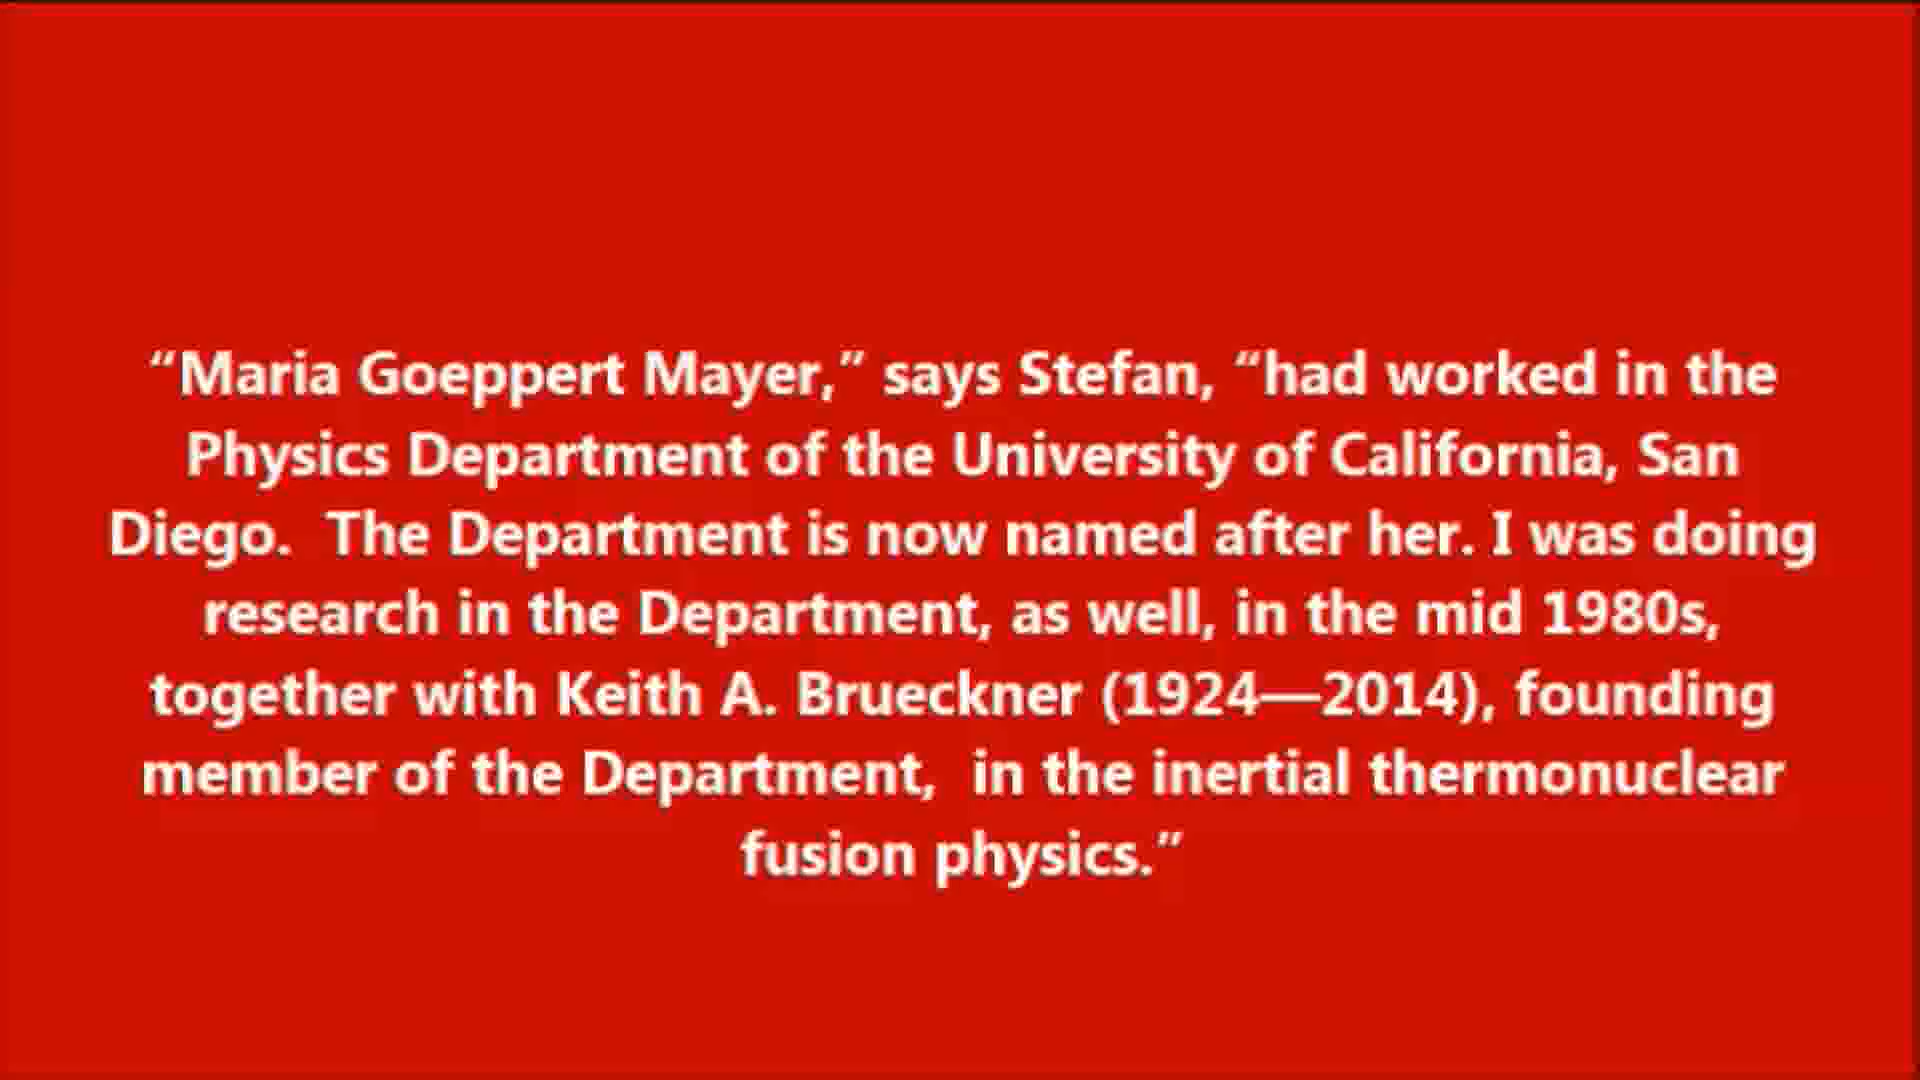 “Maria Goeppert Mayer,” says Stefan, “had worked in the
Physics Department of the University of California, San
Diego.  The Department is now named after her. I was doing
research in the Department, as well, in the mid 1980s,
together with Keith A. Brueckner (1924—2014), founding
member of the Department,  in the inertial thermonuclear
fusion physics.”